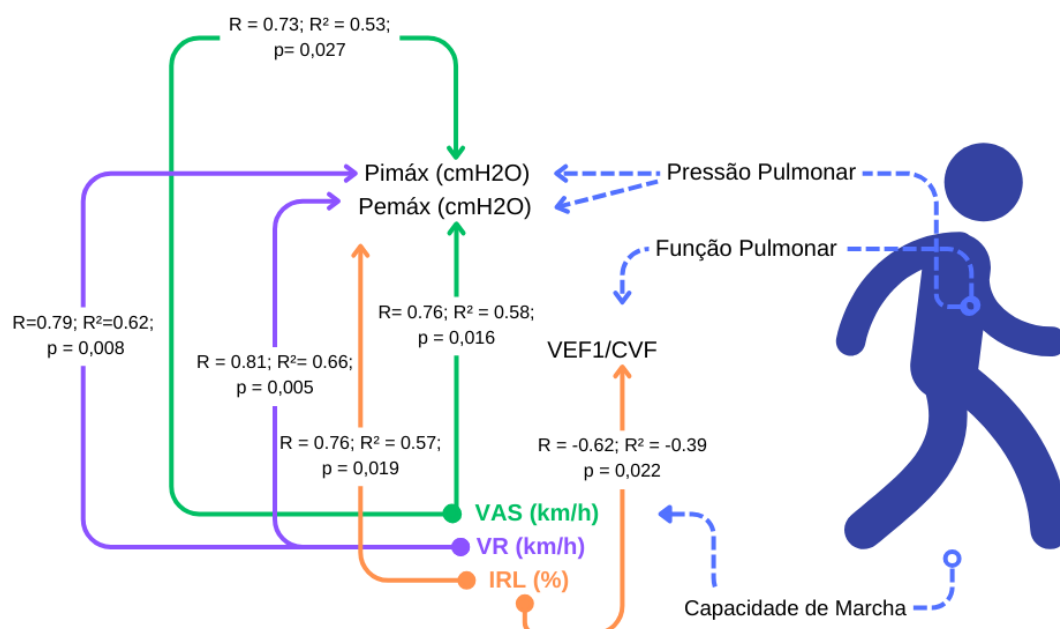 R = 0.73; R² = 0.53;
p= 0,027
Pimáx (cmH2O)
Pressão Pulmonar
Pemáx (cmH2O)
Função Pulmonar
R= 0.76; R² = 0.58;
p = 0,016
R=0.79; R²=0.62;
p = 0,008
VEF1/CVF
R = 0.81; R²= 0.66;
p = 0,005
R = 0.76; R² = 0.57;
p = 0,019
R = -0.62; R² = -0.39
p = 0,022
VAS (km/h)
VR (km/h)
IRL (%)
Capacidade de Marcha